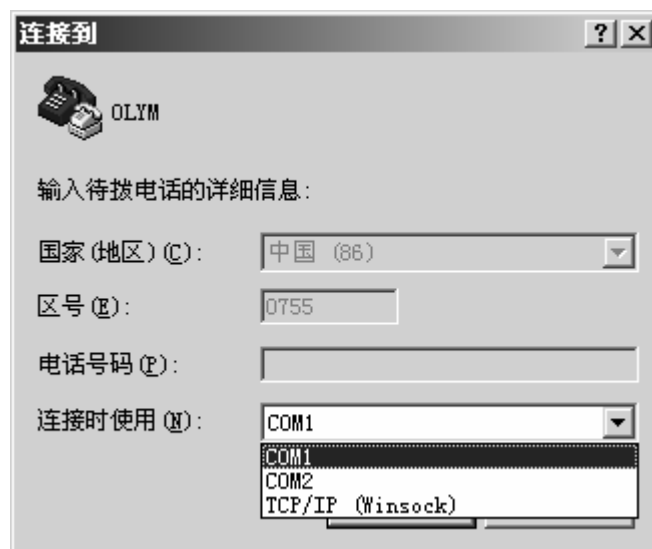 连接到
OLYM
输入待拨电话的详细信息:
国家(地区)(C): 中国 (86)
区号(E): 0755
电话号码(P):
连接时使用(N): COM1
COM1
COM2
TCP/IP (Winsock)